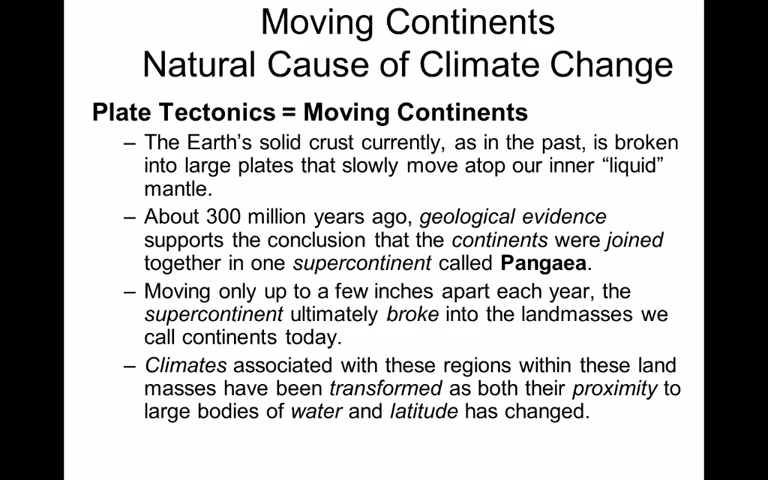 Moving Continents
Natural Cause of Climate Change
Plate Tectonics = Moving Continents
– The Earth's solid crust currently, as in the past, is broken
into large plates that slowly move atop our inner “liquid”
mantle.
– About 300 million years ago, geological evidence
supports the conclusion that the continents were joined
together in one supercontinent called Pangaea.
– Moving only up to a few inches apart each year, the
supercontinent ultimately broke into the landmasses we
call continents today.
– Climates associated with these regions within these land
masses have been transformed as both their proximity to
large bodies of water and latitude has changed.